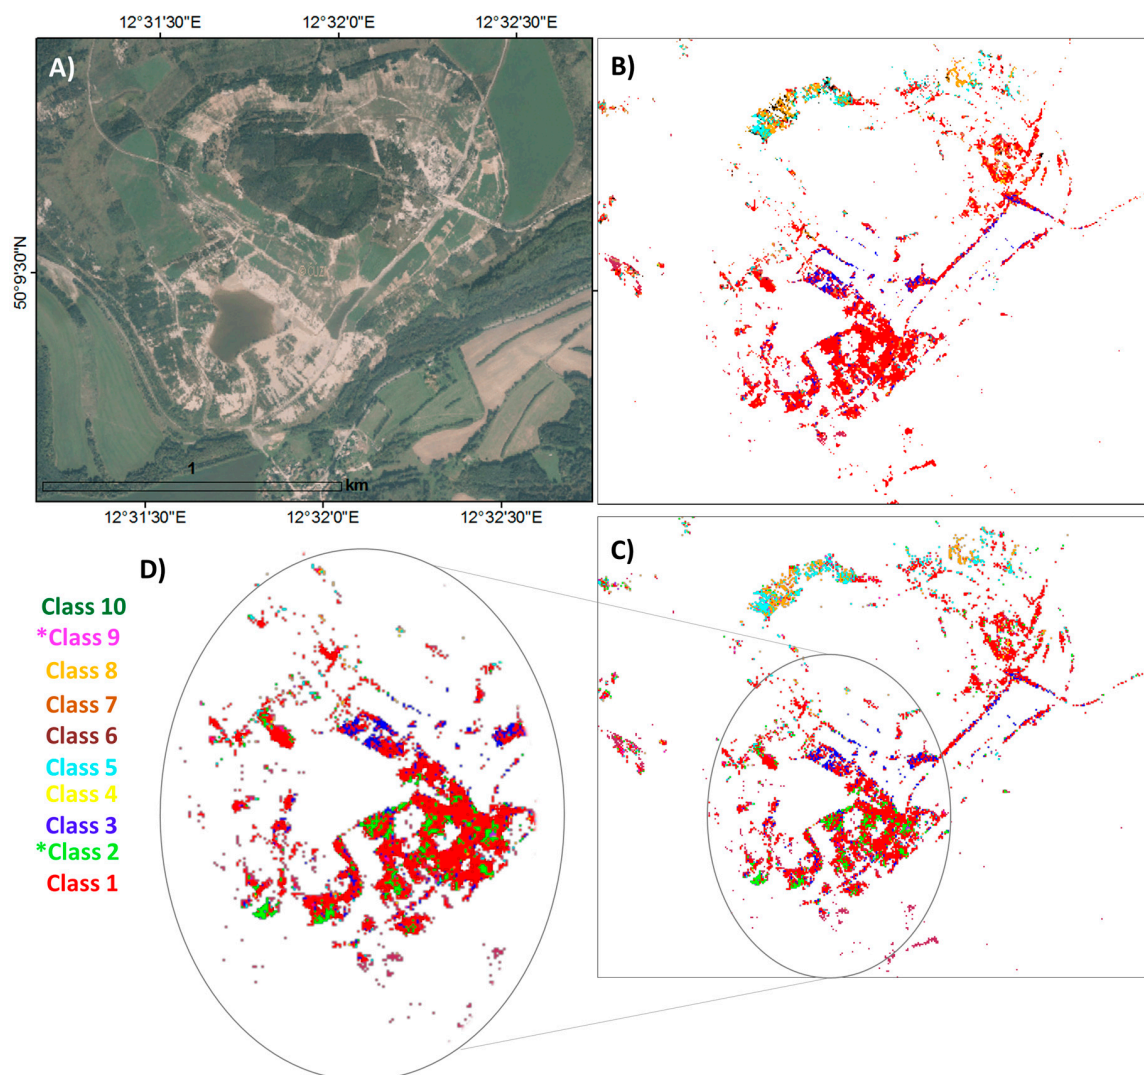 12°31'30"E 12°32'0"E 12°32'30"E
A)
B)
50°9'30"N
1
km
12°31'30"E 12°32'0"E 12°32'30"E
C)
D)
Class 10
*Class 9
Class 8
Class 7
Class 6
Class 5
Class 4
Class 3
*Class 2
Class 1